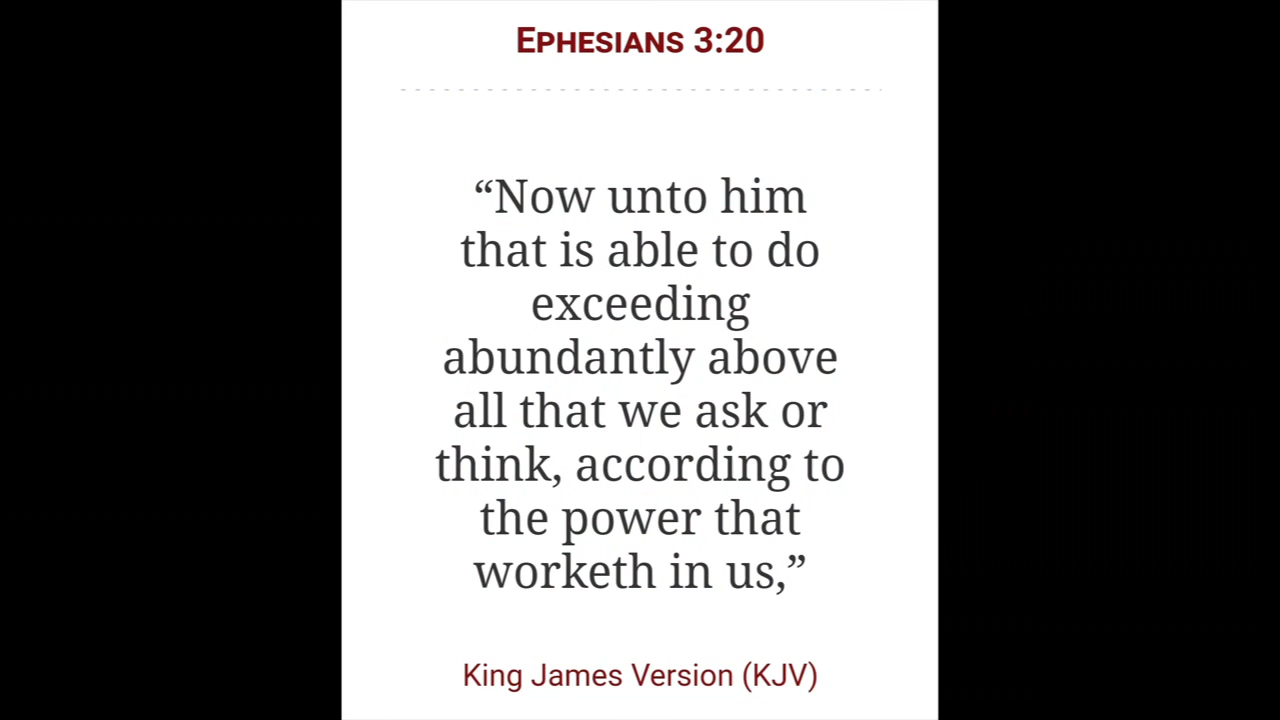 Ephesians 3:20
“Now unto him
that is able to do
exceeding
abundantly above
all that we ask or
think, according to
the power that
worketh in us,”
King James Version (KJV)